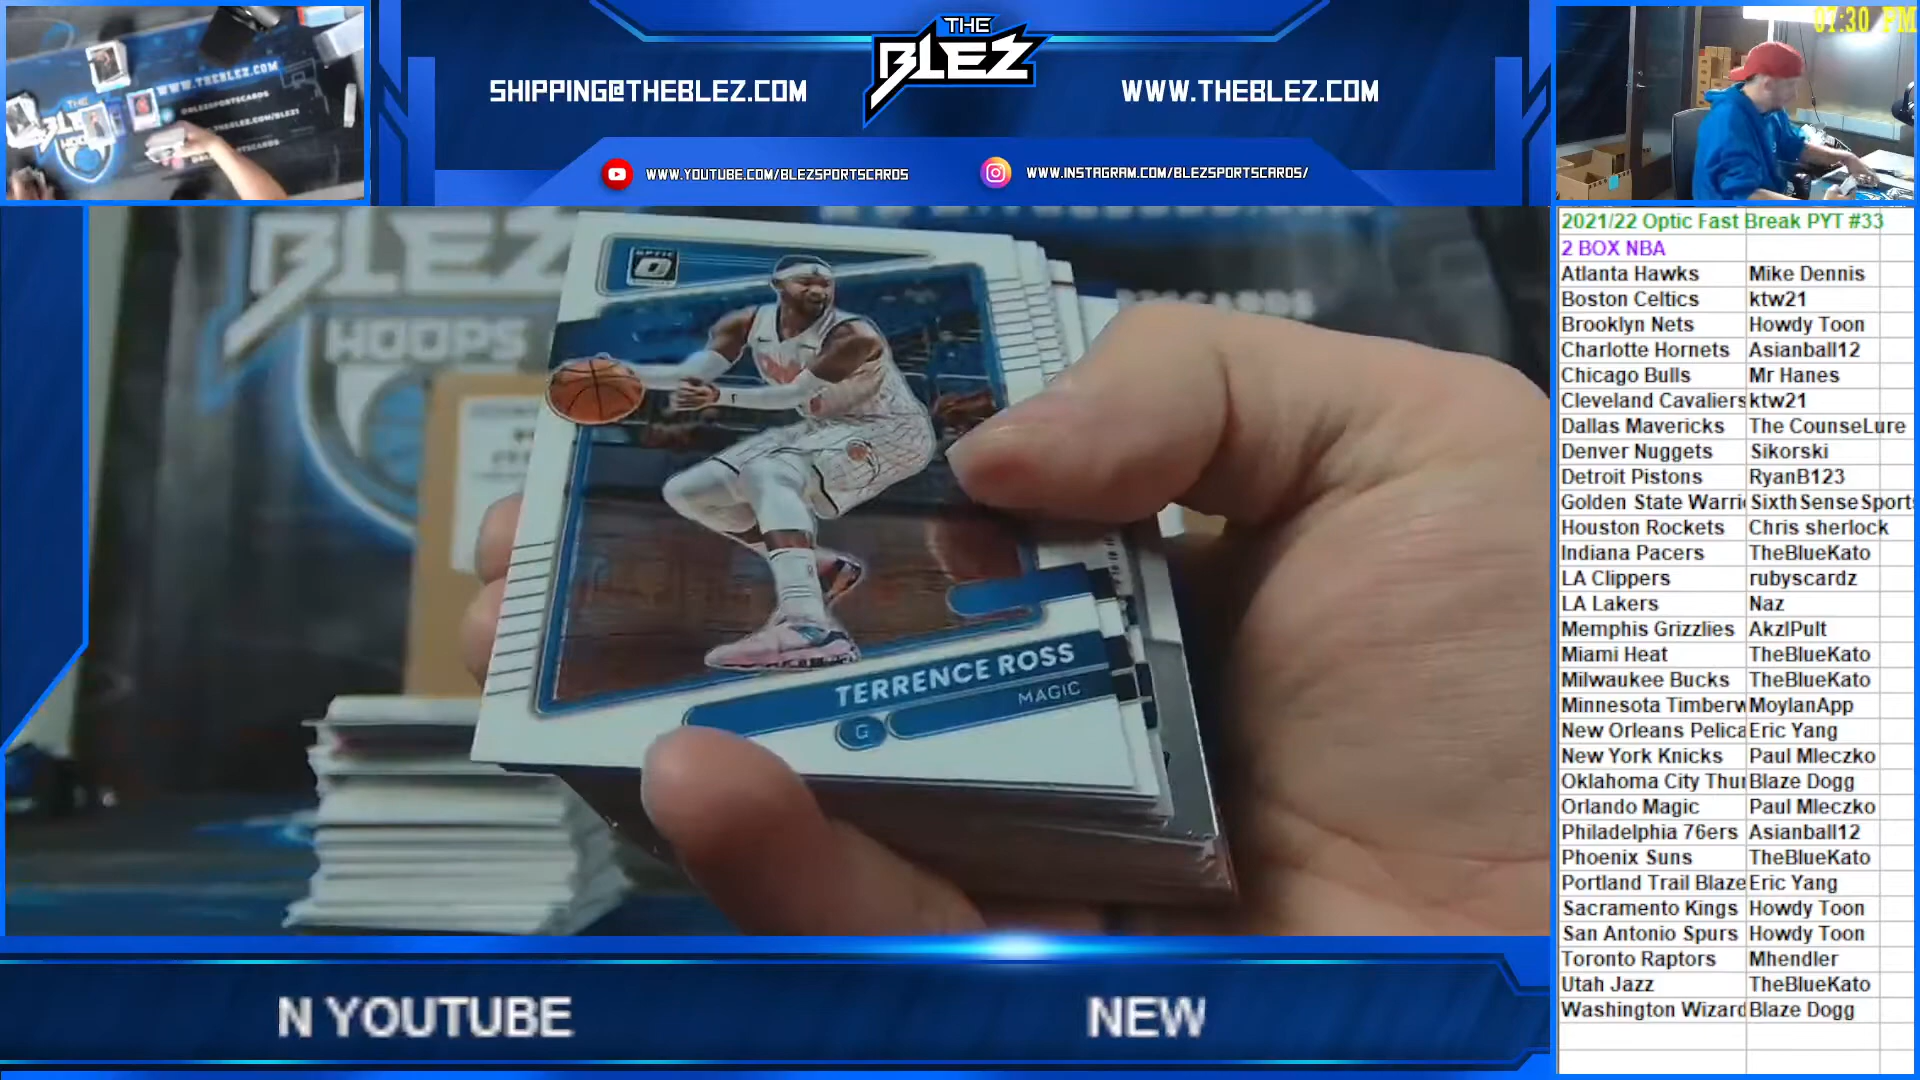 WWW.THEBLEZ.COM
THE
BLEZ
SHIPPING@THEBLEZ.COM
WWW.THEBLEZ.COM
WWW.YOUTUBE.COM/BLEZSPORTSCARDS
WWW.INSTAGRAM.COM/BLEZSPORTSCARDS/
07:30 PM
BLEZ
HOOPS
OPTIC
TERRENCE ROSS
MAGIC
G
2021/22 Optic Fast Break PYT #33
2 BOX NBA
Atlanta Hawks Mike Dennis
Boston Celtics ktw21
Brooklyn Nets Howdy Toon
Charlotte Hornets Asianball12
Chicago Bulls Mr Hanes
Cleveland Cavaliers ktw21
Dallas Mavericks The CounseLure
Denver Nuggets Sikorski
Detroit Pistons RyanB123
Golden State Warri SixthSenseSport
Houston Rockets Chris sherlock
Indiana Pacers TheBlueKato
LA Clippers rubyscardz
LA Lakers Naz
Memphis Grizzlies AkzlPult
Miami Heat TheBlueKato
Milwaukee Bucks TheBlueKato
Minnesota Timberw MoylanApp
New Orleans Pelica Eric Yang
New York Knicks Paul Mleczko
Oklahoma City Thu Blaze Dogg
Orlando Magic Paul Mleczko
Philadelphia 76ers Asianball12
Phoenix Suns TheBlueKato
Portland Trail Blaze Eric Yang
Sacramento Kings Howdy Toon
San Antonio Spurs Howdy Toon
Toronto Raptors Mhendler
Utah Jazz TheBlueKato
Washington Wizard Blaze Dogg
N YOUTUBE NEW